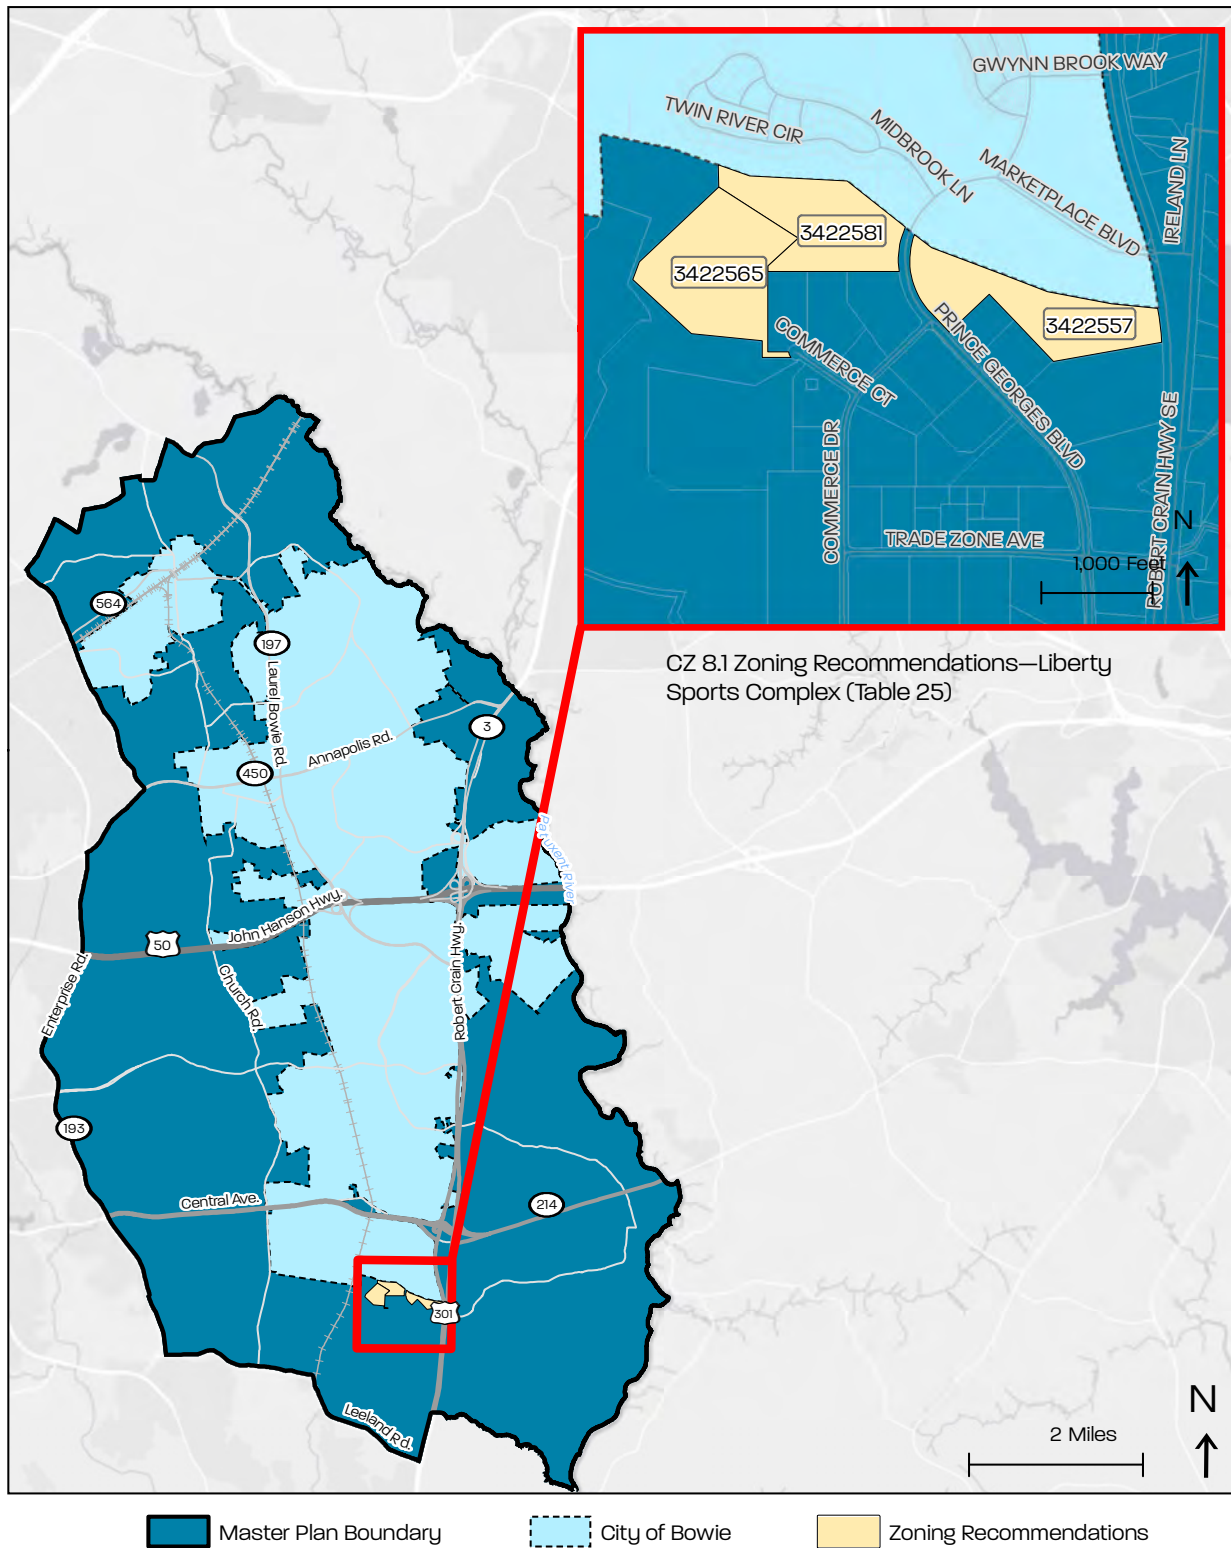 GWYNN BROOK WAY
TWIN RIVER CIR
MIDBROOK LN
MARKETPLACE BLVD
IRELAND LN
3422581
3422565
3422557
COMMERCE CT
PRINCE GEORGES BLVD
COMMERCE DR
TRADE ZONE AVE
ROBERT CRAIN HWY SE
N
1,000 Feet
CZ 8.1 Zoning Recommendations—Liberty
Sports Complex (Table 25)
564
197
Laurel Bowie Rd.
3
Annapolis Rd.
450
Patuxent River
John Hanson Hwy.
50
Enterprise Rd.
Church Rd.
Robert Crain Hwy.
193
Central Ave.
214
301
Leeland Rd.
N
2 Miles
Master Plan Boundary
City of Bowie
Zoning Recommendations